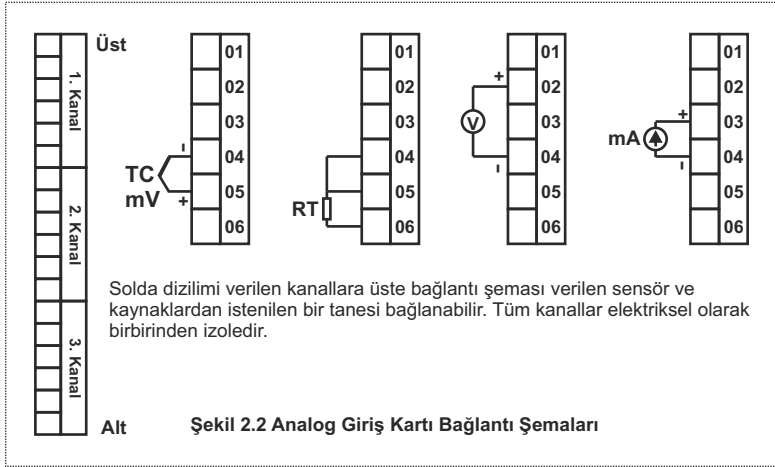 Üst
1. Kanal
2. Kanal
3. Kanal
Alt
01
02
03
04
05
06
TC
mV
-
+
01
02
03
04
05
06
RT
01
02
03
04
05
06
+
V
-
01
02
03
04
05
06
mA
+
-
Solda dizilimi verilen kanallara üste bağlantı şeması verilen sensör ve
kaynaklardan istenilen bir tanesi bağlanabilir. Tüm kanallar elektriksel olarak
birbirinden izoledir.
Şekil 2.2 Analog Giriş Kartı Bağlantı Şemaları